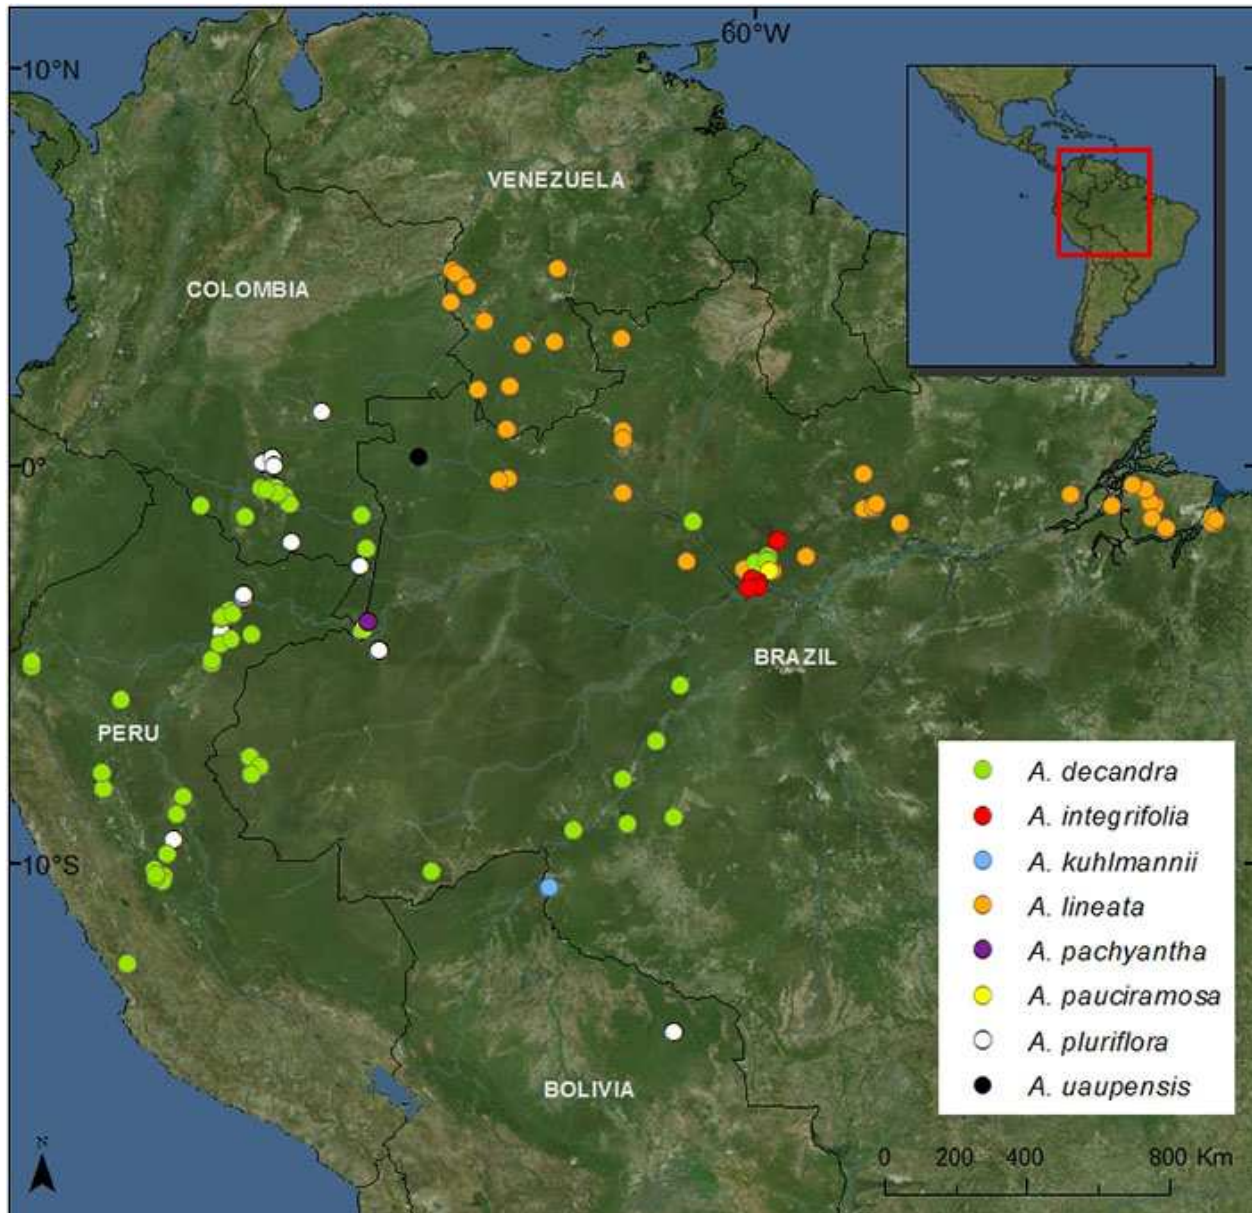 60°W
10°N
VENEZUELA
COLOMBIA
0°
BRAZIL
PERU
A. decandra
A. integrifolia
A. kuhlmannii
10°S
A. lineata
A. pachyantha
A. pauciramosa
A. pluriflora
BOLIVIA
A. uaupensis
N
0 200 400 800 Km